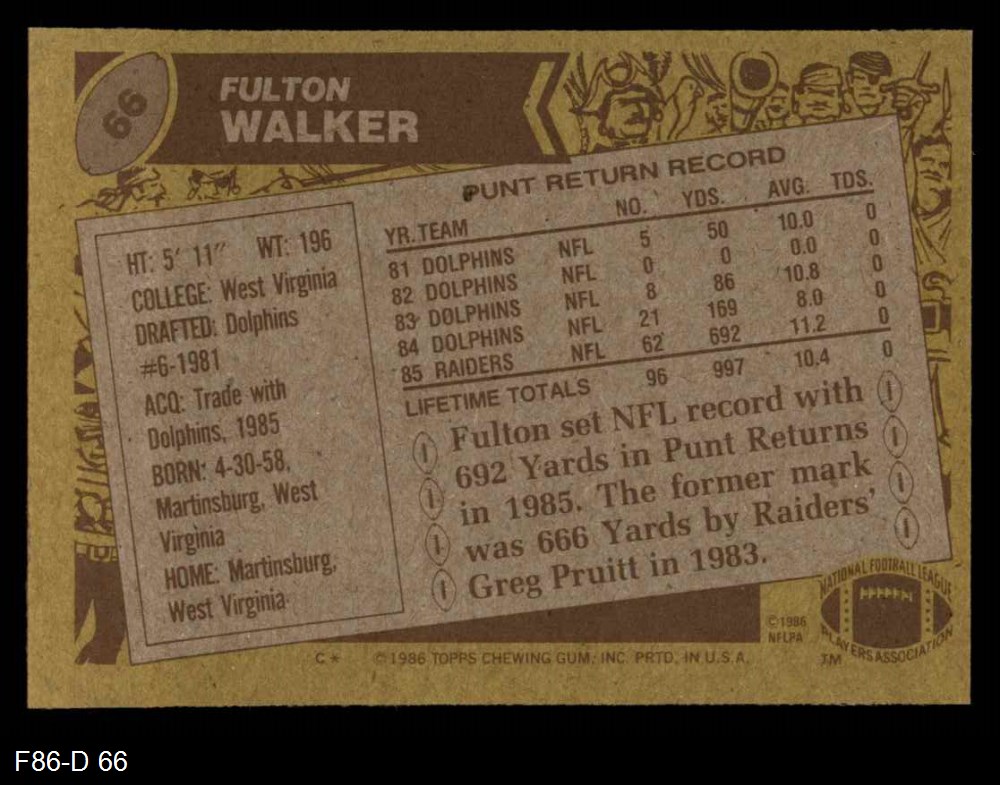 66
FULTON
WALKER
HT: 5' 11" WT: 196
COLLEGE: West Virginia
DRAFTED: Dolphins
#6-1981
ACQ: Trade with
Dolphins, 1985
BORN: 4-30-58,
Martinsburg, West
Virginia
HOME: Martinsburg,
West Virginia
PUNT RETURN RECORD
YR. TEAM NO. YDS. AVG. TDS.
81 DOLPHINS NFL 5 50 10.0 0
82 DOLPHINS NFL 0 0 0.0 0
83 DOLPHINS NFL 8 86 10.8 0
84 DOLPHINS NFL 21 169 8.0 0
85 RAIDERS NFL 62 692 11.2 0
LIFETIME TOTALS 96 997 10.4 0
Fulton set NFL record with
692 Yards in Punt Returns
in 1985. The former mark
was 666 Yards by Raiders'
Greg Pruitt in 1983.
NATIONAL FOOTBALL LEAGUE
PLAYERS ASSOCIATION
TM
©1986
NFLPA
C* ©1986 TOPPS CHEWING GUM, INC. PRTD. IN U.S.A.
F86-D 66